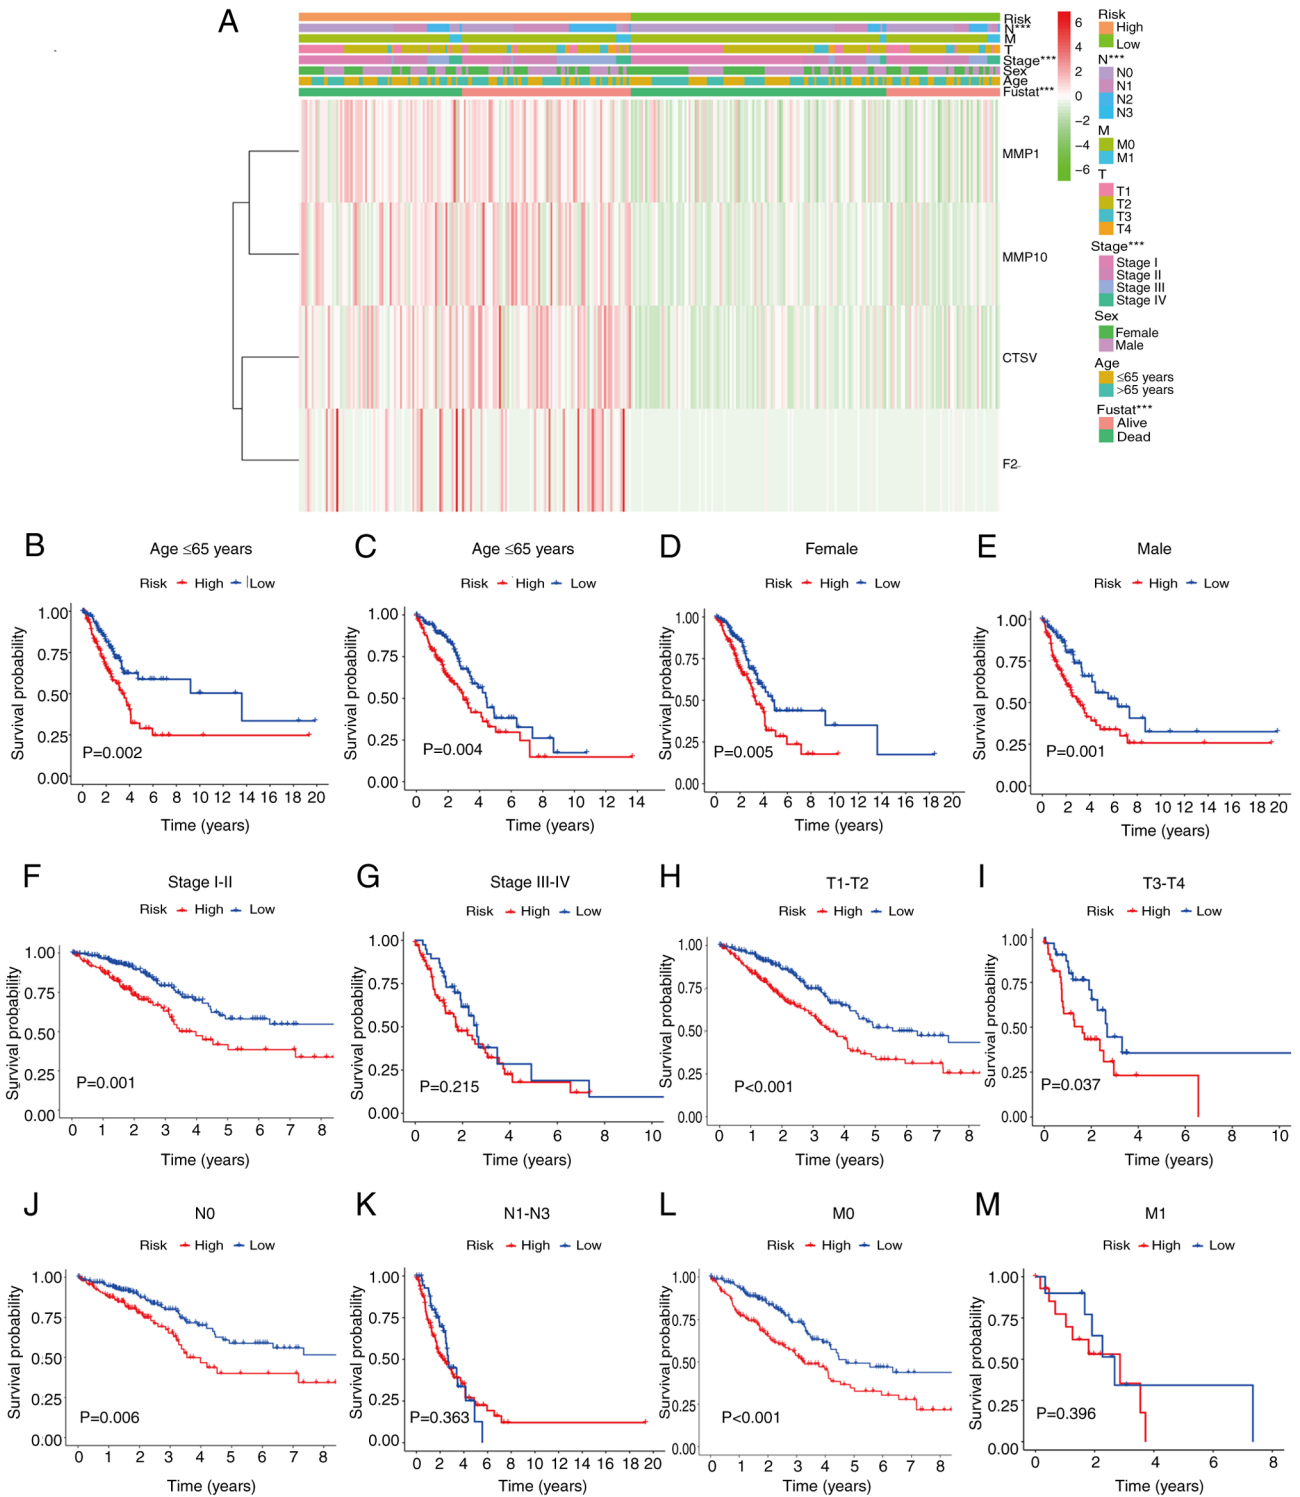 A
Risk
N***
M
T
Stage***
Sex
Age
Fustat***
MMP1
MMP10
CTSV
F2
6
4
2
0
−2
−4
−6
Risk
High
Low
N***
N0
N1
N2
N3
M
M0
M1
T
T1
T2
T3
T4
Stage***
Stage I
Stage II
Stage III
Stage IV
Sex
Female
Male
Age
≤65 years
>65 years
Fustat***
Alive
Dead
B
Age ≤65 years
Risk High Low
Survival probability
1.00
0.75
0.50
0.25
0.00
P=0.002
0 2 4 6 8 10 12 14 16 18 20
Time (years)
C
Age ≤65 years
Risk High Low
Survival probability
1.00
0.75
0.50
0.25
0.00
P=0.004
0 2 4 6 8 10 12 14
Time (years)
D
Female
Risk High Low
Survival probability
1.00
0.75
0.50
0.25
0.00
P=0.005
0 2 4 6 8 10 12 14 16 18 20
Time (years)
E
Male
Risk High Low
Survival probability
1.00
0.75
0.50
0.25
0.00
P=0.001
0 2 4 6 8 10 12 14 16 18 20
Time (years)
F
Stage I-II
Risk High Low
Survival probability
1.00
0.75
0.50
0.25
0.00
P=0.001
0 1 2 3 4 5 6 7 8
Time (years)
G
Stage III-IV
Risk High Low
Survival probability
1.00
0.75
0.50
0.25
0.00
P=0.215
0 2 4 6 8 10
Time (years)
H
T1-T2
Risk High Low
Survival probability
1.00
0.75
0.50
0.25
0.00
P<0.001
0 1 2 3 4 5 6 7 8
Time (years)
I
T3-T4
Risk High Low
Survival probability
1.00
0.75
0.50
0.25
0.00
P=0.037
0 2 4 6 8 10
Time (years)
J
N0
Risk High Low
Survival probability
1.00
0.75
0.50
0.25
0.00
P=0.006
0 1 2 3 4 5 6 7 8
Time (years)
K
N1-N3
Risk High Low
Survival probability
1.00
0.75
0.50
0.25
0.00
P=0.363
0 2 4 6 8 10 12 14 16 18 20
Time (years)
L
M0
Risk High Low
Survival probability
1.00
0.75
0.50
0.25
0.00
P<0.001
0 1 2 3 4 5 6 7 8
Time (years)
M
M1
Risk High Low
Survival probability
1.00
0.75
0.50
0.25
0.00
P=0.396
0 2 4 6 8
Time (years)